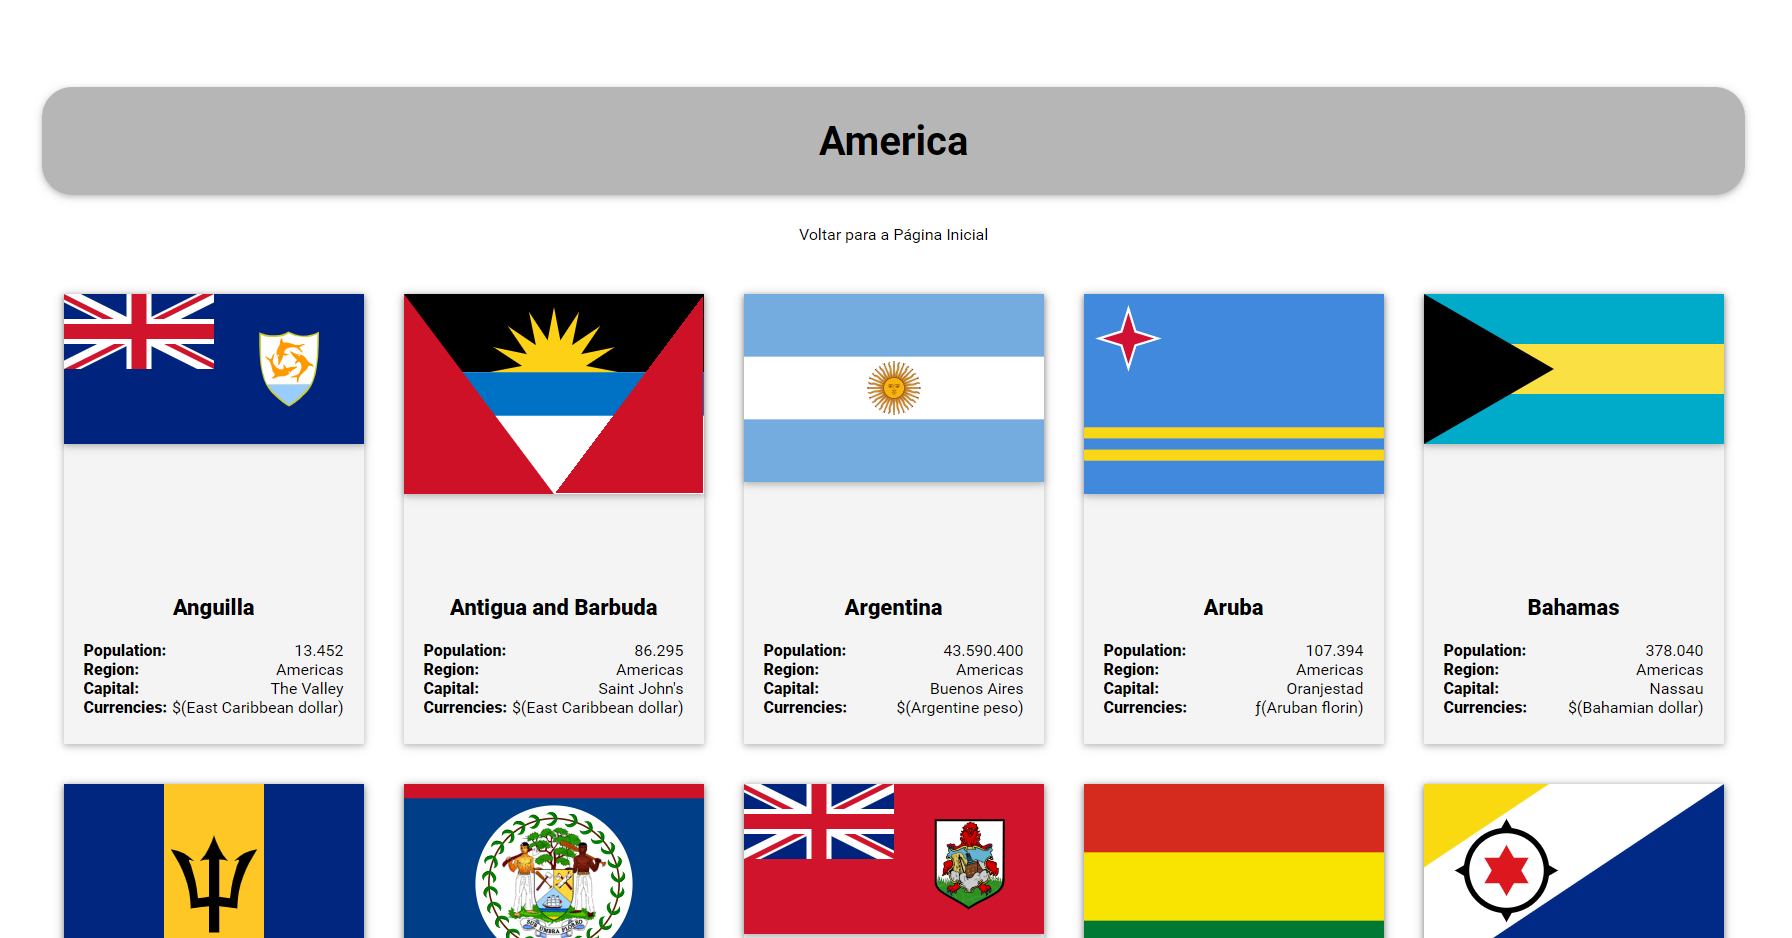 America
Voltar para a Página Inicial
Anguilla
Population: 13.452
Region: Americas
Capital: The Valley
Currencies: $(East Caribbean dollar)
Antigua and Barbuda
Population: 86.295
Region: Americas
Capital: Saint John's
Currencies: $(East Caribbean dollar)
Argentina
Population: 43.590.400
Region: Americas
Capital: Buenos Aires
Currencies: $(Argentine peso)
Aruba
Population: 107.394
Region: Americas
Capital: Oranjestad
Currencies: ƒ(Aruban florin)
Bahamas
Population: 378.040
Region: Americas
Capital: Nassau
Currencies: $(Bahamian dollar)
SUB UMBRA FLOREO